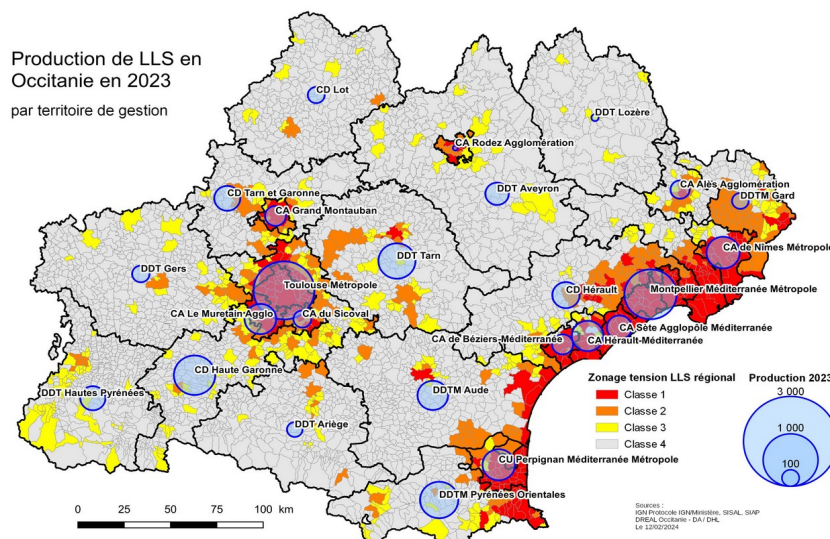 Production de LLS en
Occitanie en 2023
par territoire de gestion
CD Lot
DDT Lozère
CA Rodez Agglomération
CA Alès Agglomération
DDTM Gard
CD Tarn et Garonne
DDT Aveyron
CA Grand Montauban
CA de Nîmes Métropole
DDT Tarn
DDT Gers
Toulouse Métropole
CD Hérault
Montpellier Méditerranée Métropole
CA Le Muretain Agglo
CA du Sicoval
CA Sète Agglopôle Méditerranée
CA de Béziers-Méditerranée
CA Hérault-Méditerranée
CD Haute Garonne
DDT Hautes Pyrénées
DDTM Aude
DDT Ariège
CU Perpignan Méditerranée Métropole
DDTM Pyrénées Orientales
Zonage tension LLS régional
Classe 1
Classe 2
Classe 3
Classe 4
Production 2023
3 000
1 000
100
0 25 50 75 100 km
Sources :
IGN Protocole IGN/Ministère, SISAL, SIAP
DREAL Occitanie - DA / DHL
Le 12/02/2024